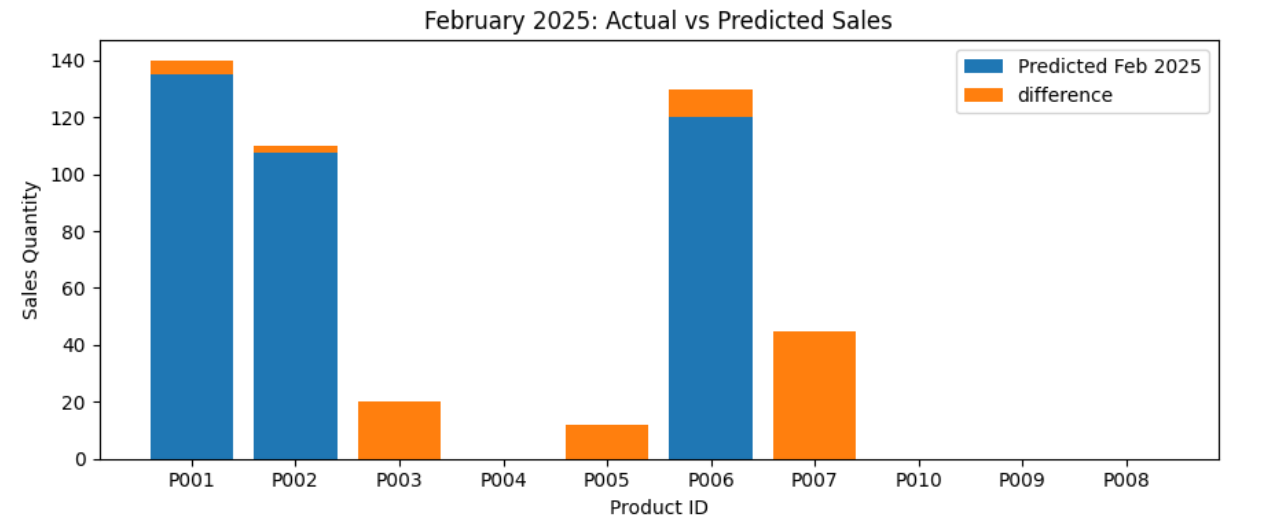 February 2025: Actual vs Predicted Sales
Predicted Feb 2025
difference
Sales Quantity
140
120
100
80
60
40
20
0
P001 P002 P003 P004 P005 P006 P007 P010 P009 P008
Product ID